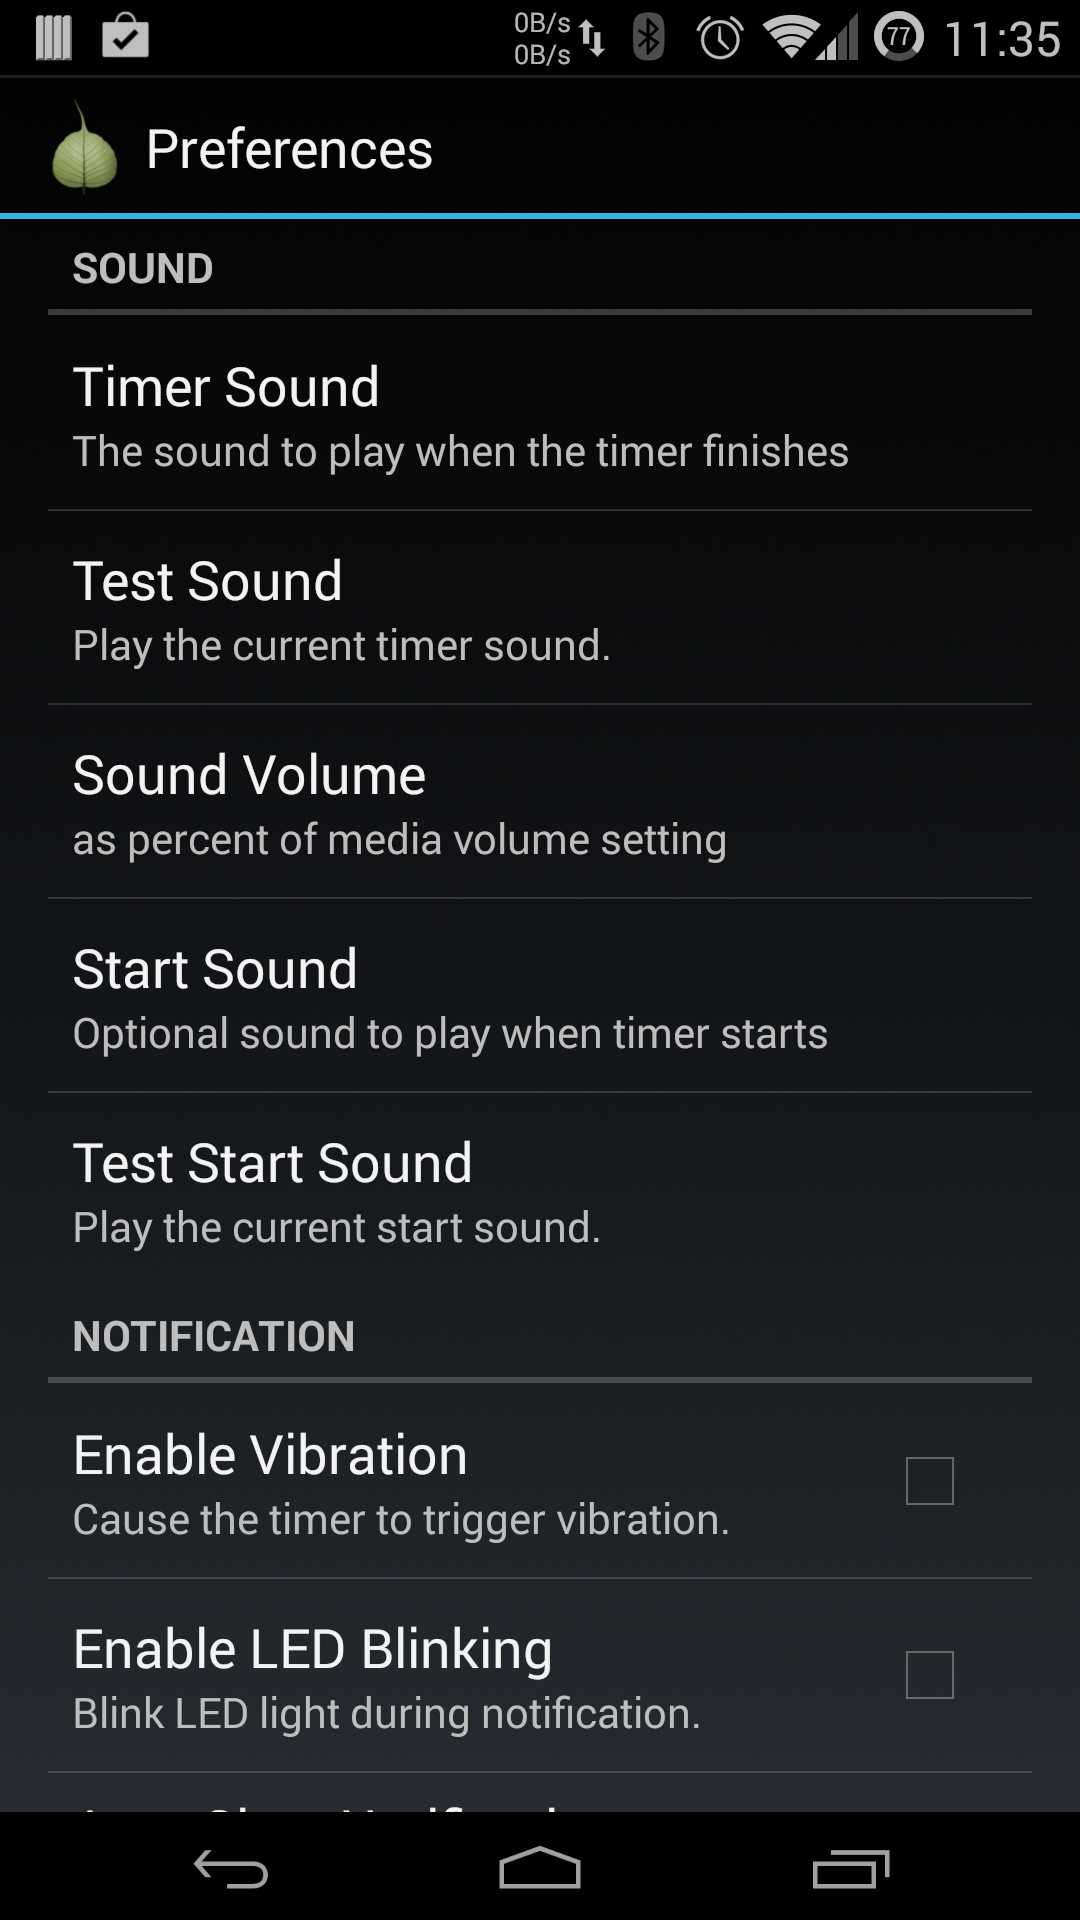 0B/s
0B/s
77
11:35
Preferences
SOUND
Timer Sound
The sound to play when the timer finishes
Test Sound
Play the current timer sound.
Sound Volume
as percent of media volume setting
Start Sound
Optional sound to play when timer starts
Test Start Sound
Play the current start sound.
NOTIFICATION
Enable Vibration
Cause the timer to trigger vibration.
Enable LED Blinking
Blink LED light during notification.